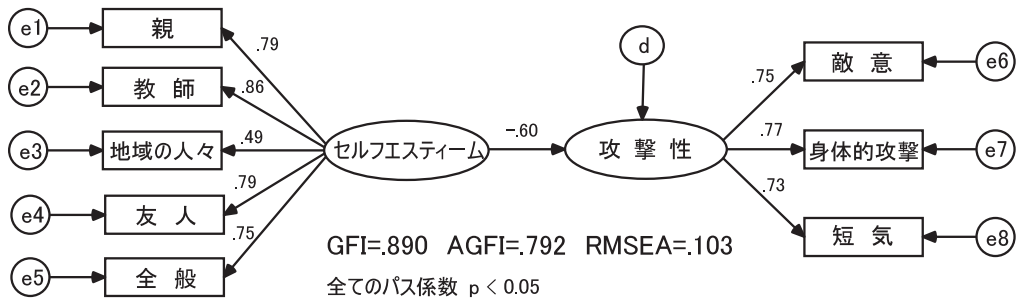 e1
親
.79
e2
教 師
.86
e3
地域の人々
.49
e4
友 人
.79
e5
全 般
.75
セルフエスティーム
-.60
d
攻 撃 性
.75
敵 意
e6
.77
身体的攻撃
e7
.73
短 気
e8
GFI=.890 AGFI=.792 RMSEA=.103
全てのパス係数 p < 0.05